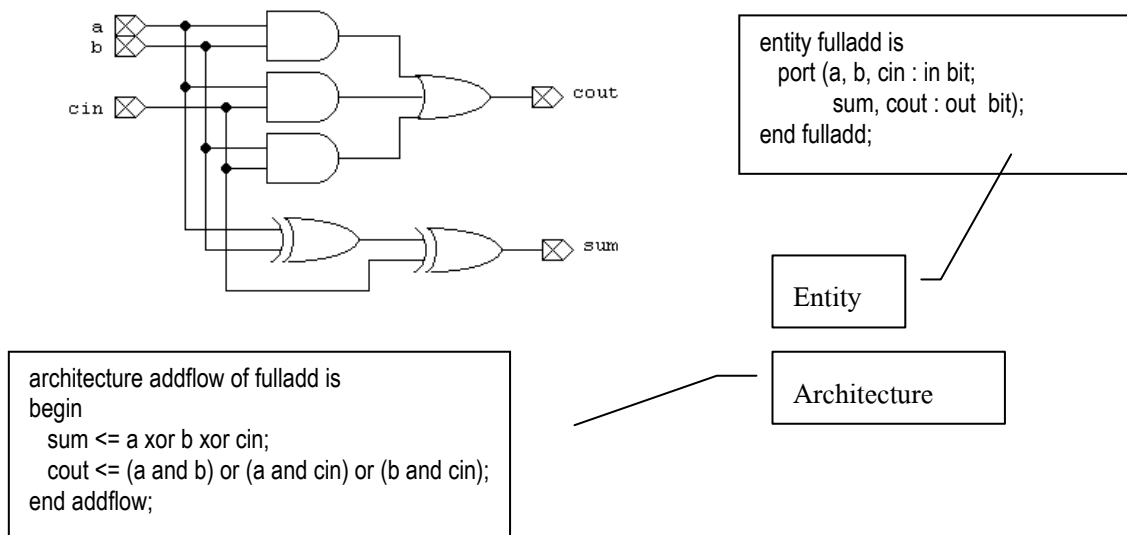 a
b
cin
cout
sum
entity fulladd is
port (a, b, cin : in bit;
sum, cout : out  bit);
end fulladd;
Entity
Architecture
architecture addflow of fulladd is
begin
sum <= a xor b xor cin;
cout <= (a and b) or (a and cin) or (b and cin);
end addflow;